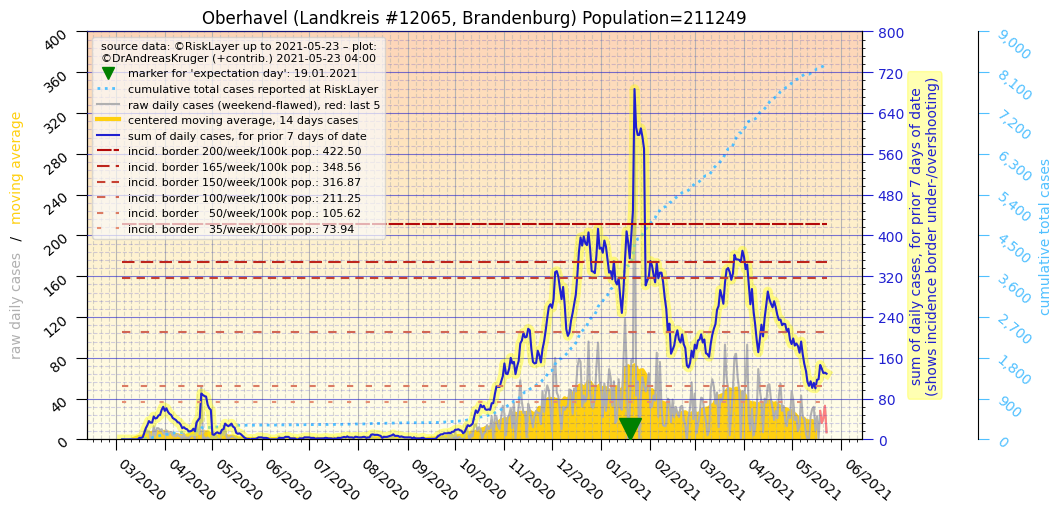 Oberhavel (Landkreis #12065, Brandenburg) Population=211249
source data: ©RiskLayer up to 2021-05-23 – plot:
©DrAndreasKruger (+contrib.) 2021-05-23 04:00
marker for 'expectation day': 19.01.2021
cumulative total cases reported at RiskLayer
raw daily cases (weekend-flawed), red: last 5
centered moving average, 14 days cases
sum of daily cases, for prior 7 days of date
incid. border 200/week/100k pop.: 422.50
incid. border 165/week/100k pop.: 348.56
incid. border 150/week/100k pop.: 316.87
incid. border 100/week/100k pop.: 211.25
incid. border   50/week/100k pop.: 105.62
incid. border   35/week/100k pop.: 73.94
raw daily cases / moving average
400
360
320
280
240
200
160
120
80
40
0
03/2020
04/2020
05/2020
06/2020
07/2020
08/2020
09/2020
10/2020
11/2020
12/2020
01/2021
02/2021
03/2021
04/2021
05/2021
06/2021
800
720
640
560
480
400
320
240
160
80
0
sum of daily cases, for prior 7 days of date
(shows incidence border under-/overshooting)
9,000
8,100
7,200
6,300
5,400
4,500
3,600
2,700
1,800
900
0
cumulative total cases